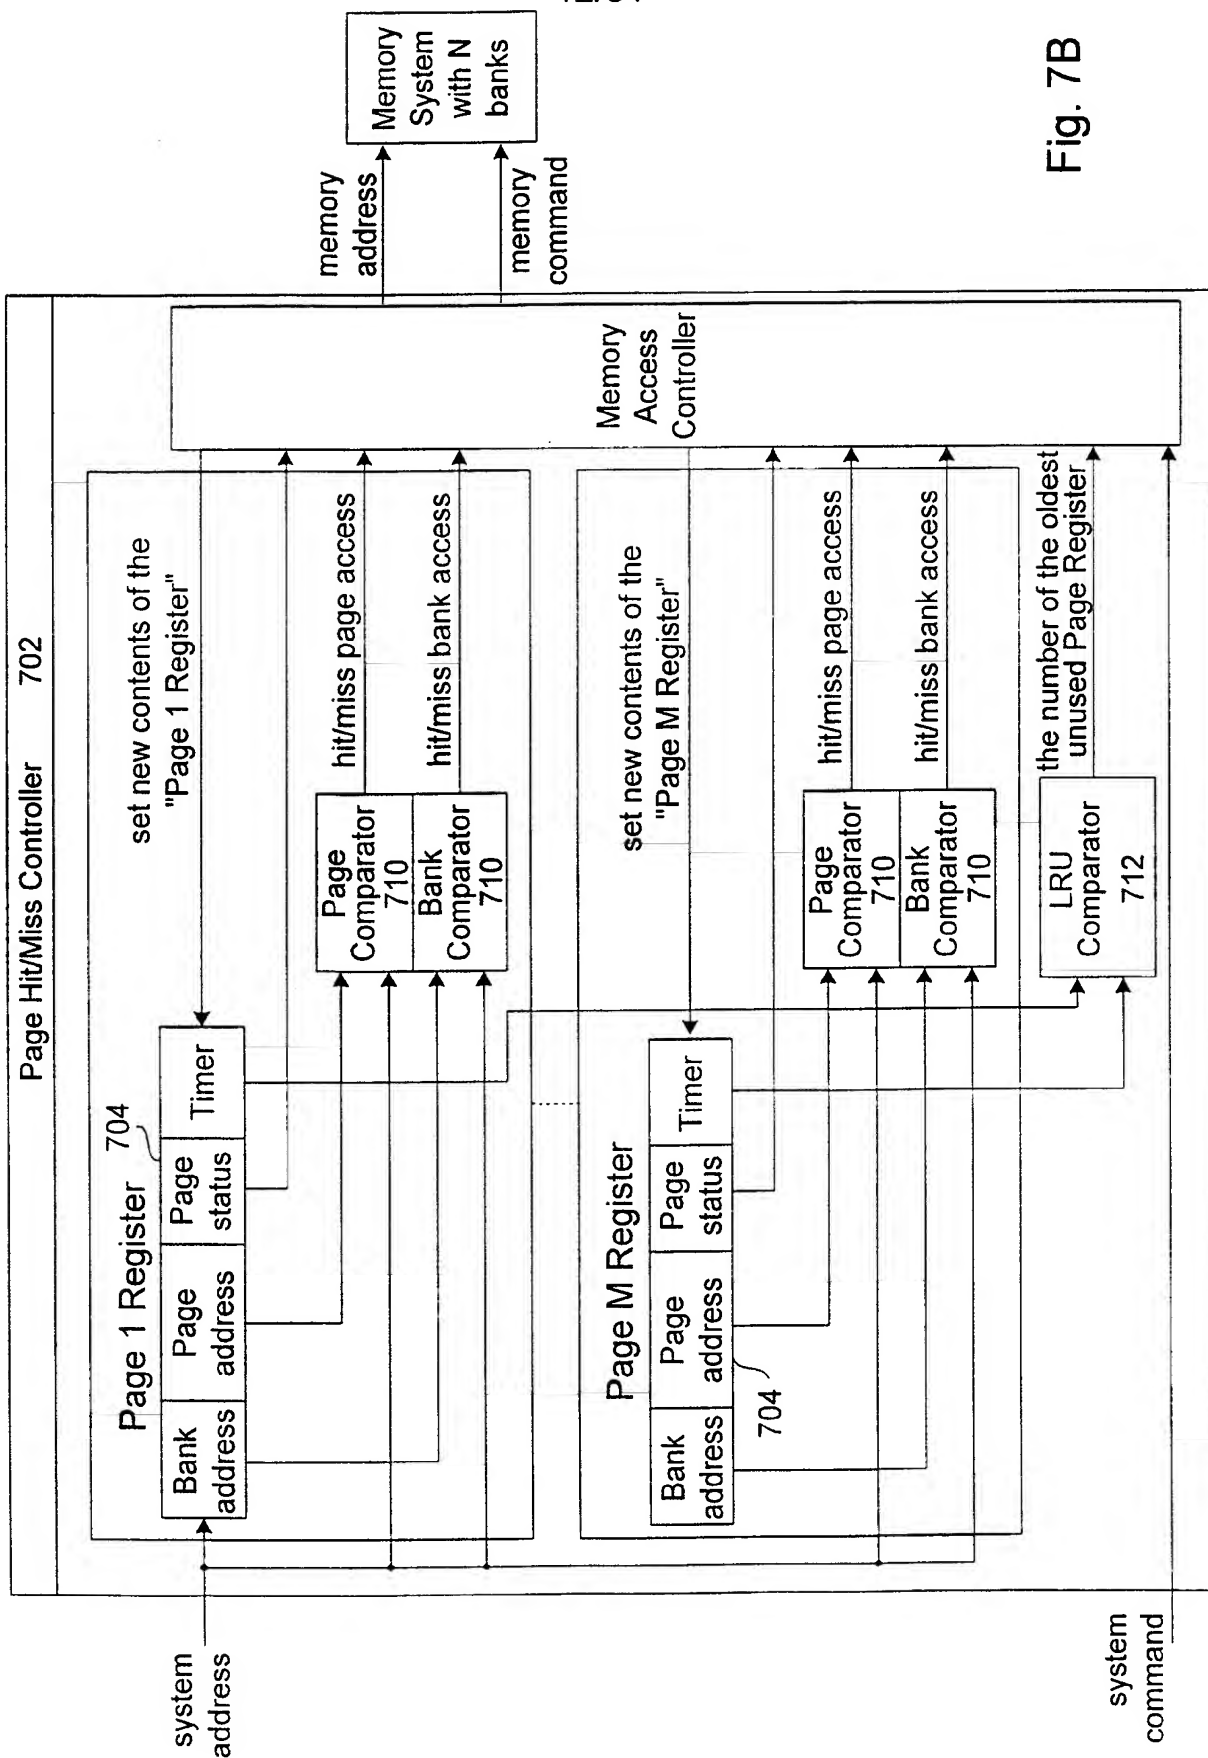 Page Hit/Miss Controller 702
system
address
Page 1 Register
704
Bank
address
Page
address
Page
status
Timer
set new contents of the
"Page 1 Register"
Page
Comparator
710
Bank
Comparator
710
hit/miss page access
hit/miss bank access
Page M Register
Bank
address
Page
address
Page
status
Timer
704
set new contents of the
"Page M Register"
Page
Comparator
710
Bank
Comparator
710
hit/miss page access
hit/miss bank access
LRU
Comparator
712
the number of the oldest
unused Page Register
system
command
Memory
Access
Controller
memory
address
memory
command
Memory
System
with N
banks
Fig. 7B